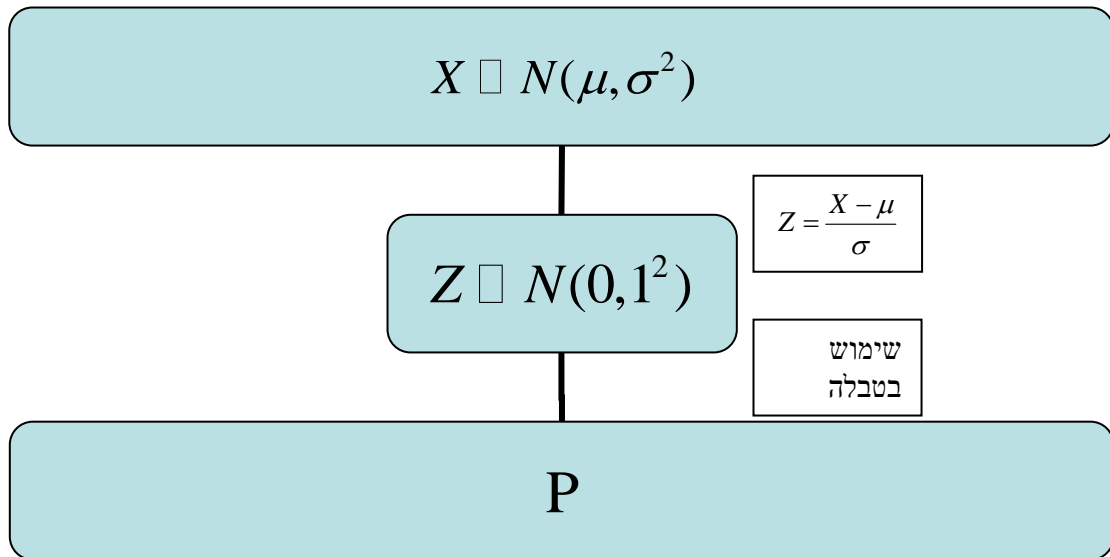 X □ N(μ,σ²)
Z = (X − μ) / σ
Z □ N(0,1²)
שימוש
בטבלה
P